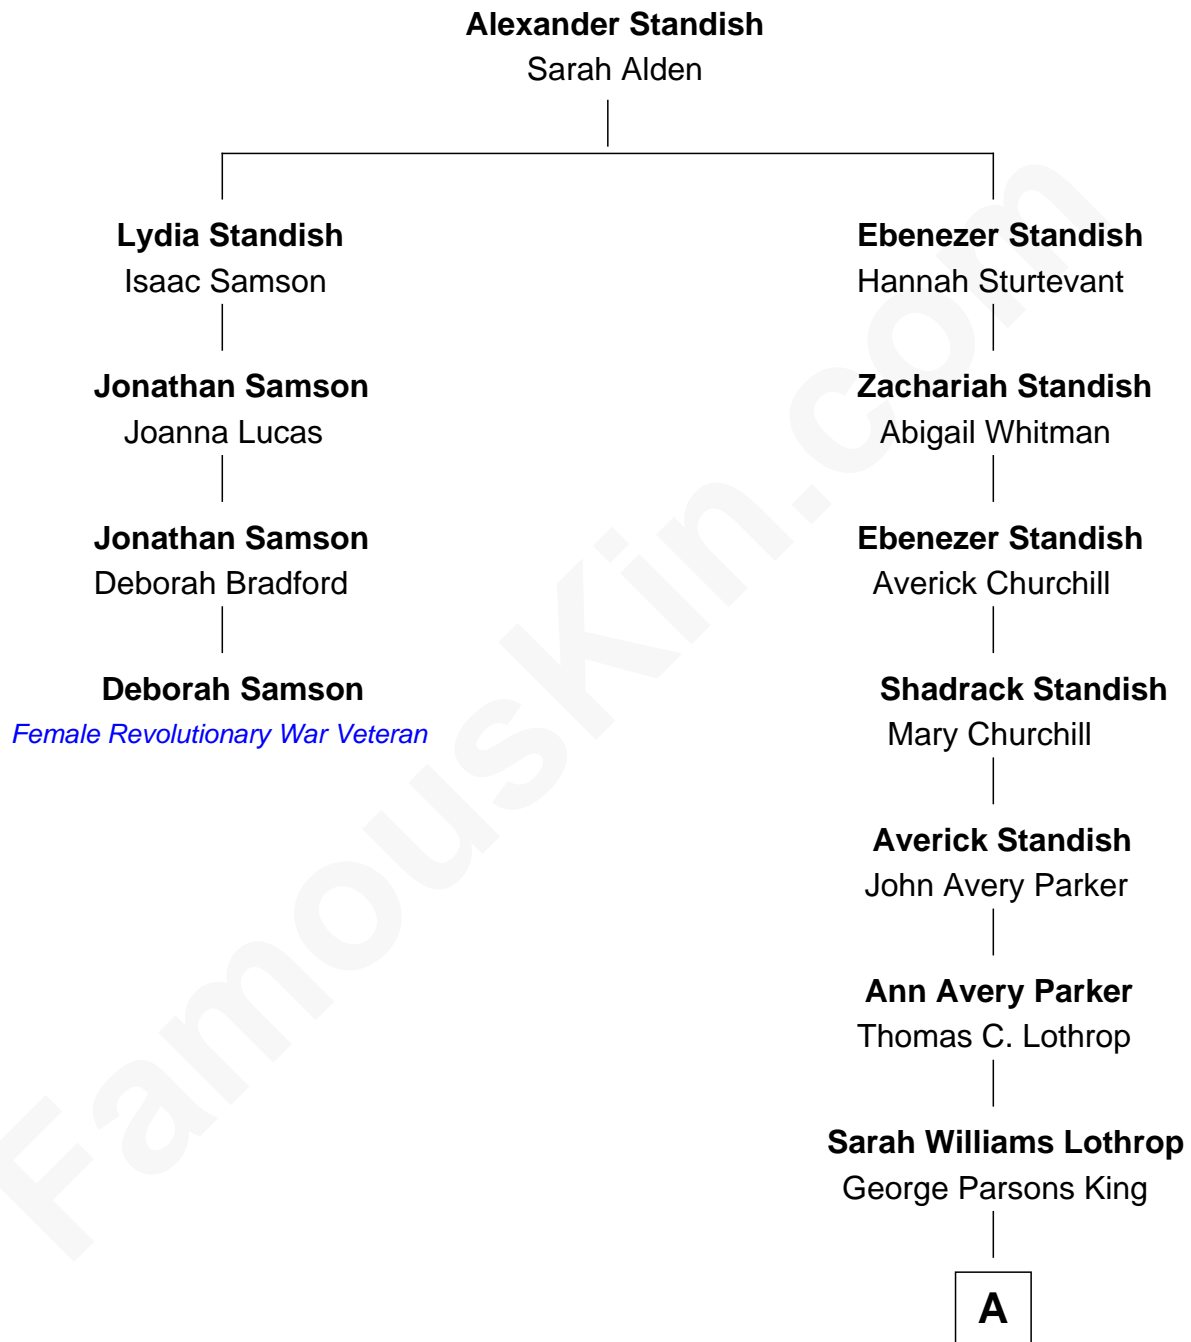 Alexander Standish
Sarah Alden
Lydia Standish
Isaac Samson
Jonathan Samson
Joanna Lucas
Jonathan Samson
Deborah Bradford
Deborah Samson
Female Revolutionary War Veteran
Ebenezer Standish
Hannah Sturtevant
Zachariah Standish
Abigail Whitman
Ebenezer Standish
Averick Churchill
Shadrack Standish
Mary Churchill
Averick Standish
John Avery Parker
Ann Avery Parker
Thomas C. Lothrop
Sarah Williams Lothrop
George Parsons King
A
FamousKin.com